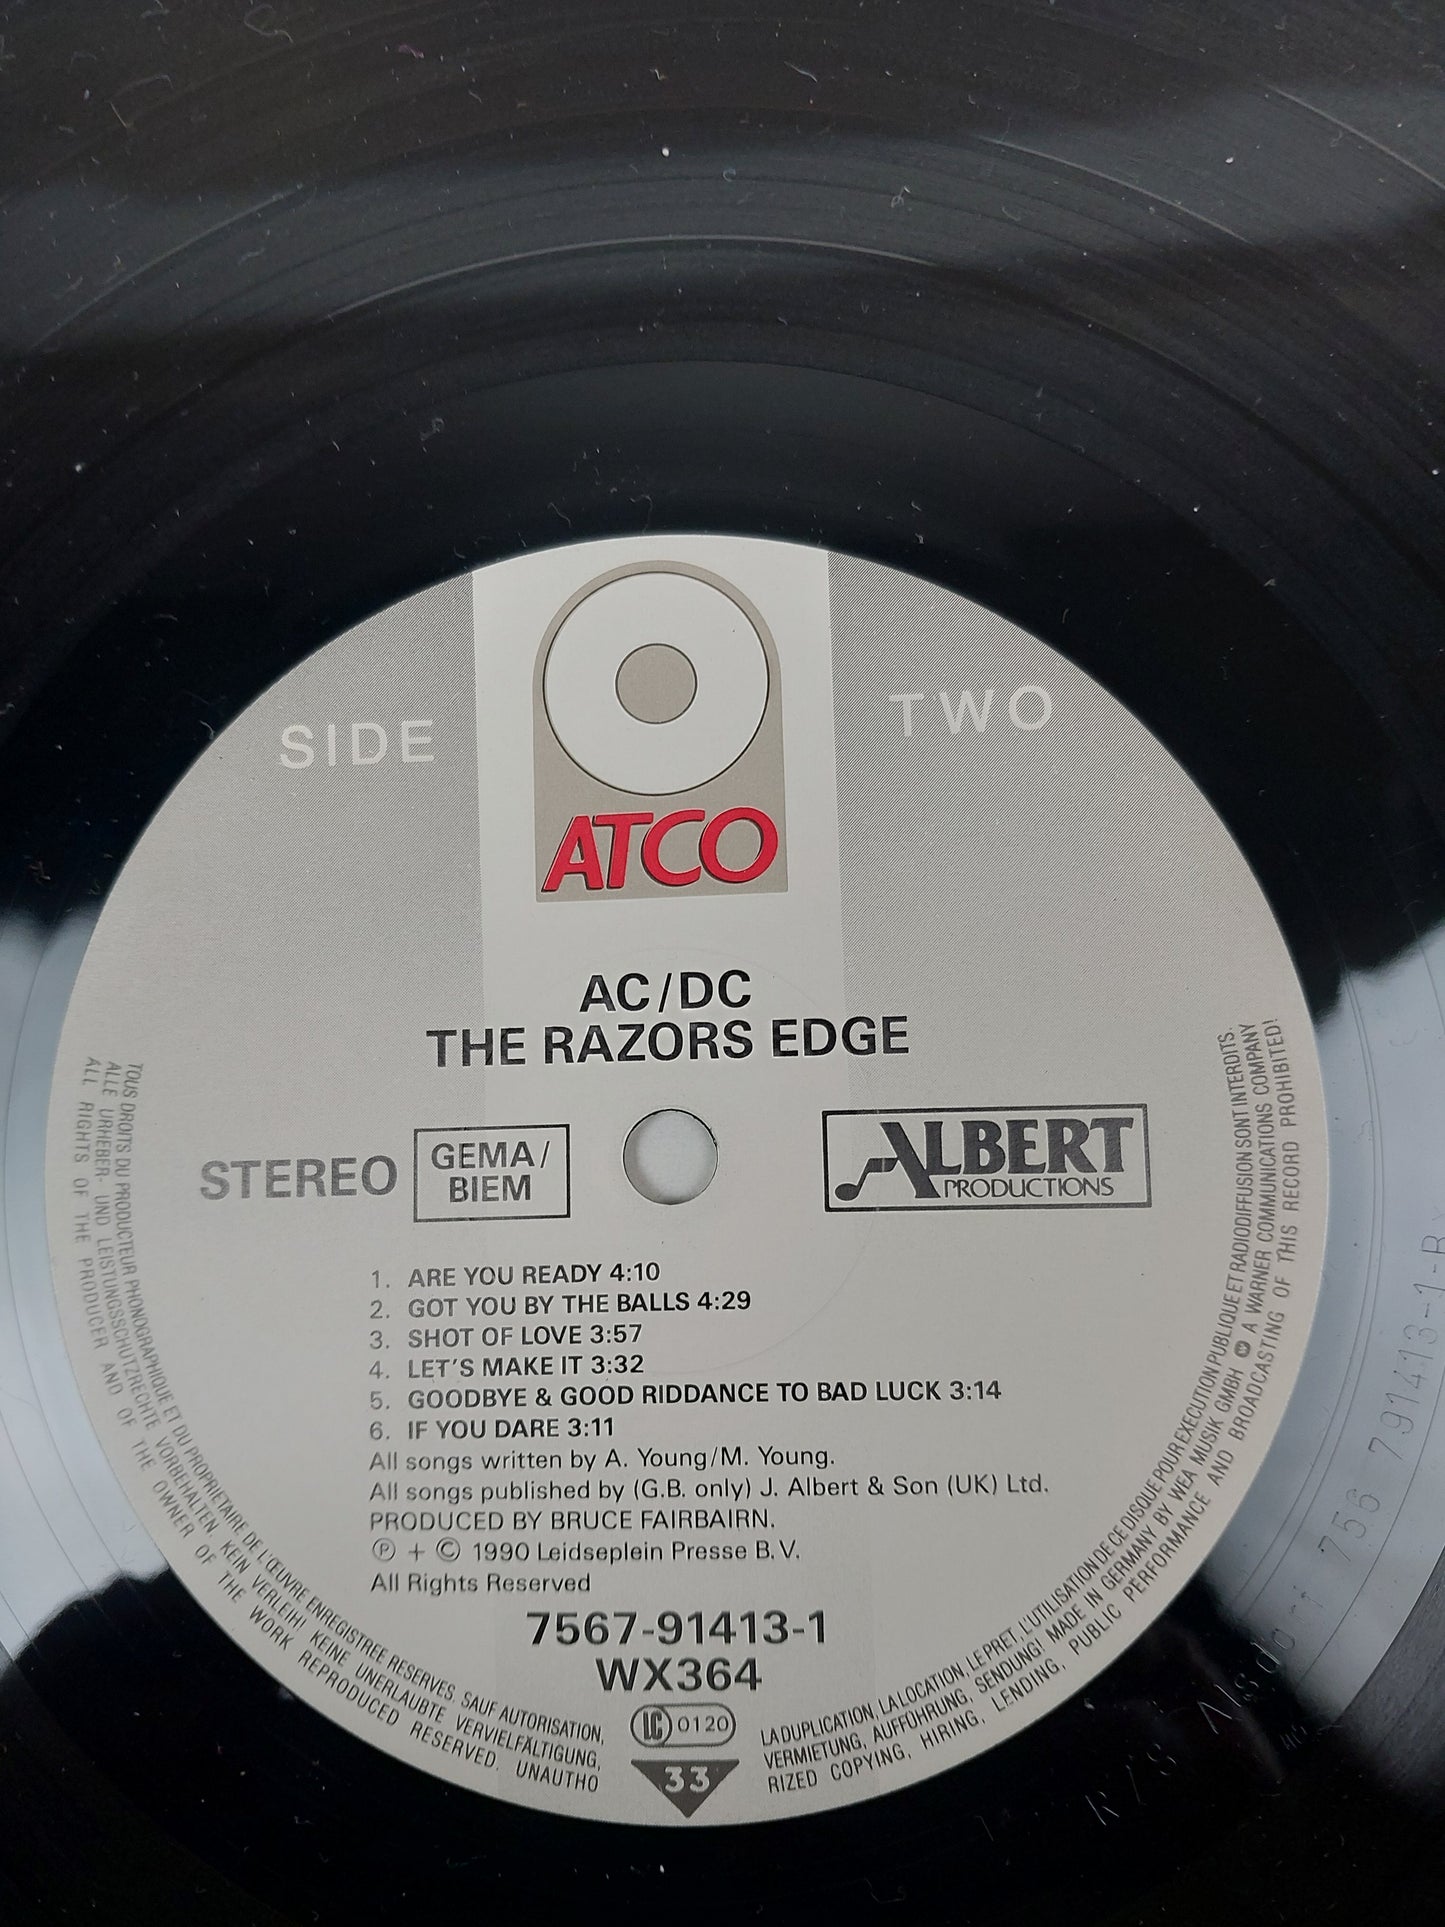 SIDE
TWO
ATCO
AC/DC
THE RAZORS EDGE
STEREO
GEMA/
BIEM
ALBERT
PRODUCTIONS
1. ARE YOU READY 4:10
2. GOT YOU BY THE BALLS 4:29
3. SHOT OF LOVE 3:57
4. LET'S MAKE IT 3:32
5. GOODBYE & GOOD RIDDANCE TO BAD LUCK 3:14
6. IF YOU DARE 3:11
All songs written by A. Young/M. Young.
All songs published by (G.B. only) J. Albert & Son (UK) Ltd.
PRODUCED BY BRUCE FAIRBAIRN.
Ⓟ + © 1990 Leidseplein Presse B.V.
All Rights Reserved
7567-91413-1
WX364
LC 0120
33
TOUS DROITS DU PRODUCTEUR PHONOGRAPHIQUE ET DU PROPRIETAIRE DE L'ŒUVRE ENREGISTREE RESERVES. SAUF AUTORISATION,
LA DUPLICATION, LA LOCATION, LE PRET, L'UTILISATION DE CE DISQUE POUR EXECUTION PUBLIQUE ET RADIODIFFUSION SONT INTERDITS.
ALLE URHEBER- UND LEISTUNGSSCHUTZRECHTE VORBEHALTEN. KEIN VERLEIH! KEINE UNERLAUBTE VERVIELFÄLTIGUNG,
VERMIETUNG, AUFFÜHRUNG, SENDUNG! MADE IN GERMANY BY WEA MUSIK GMBH A WARNER COMMUNICATIONS COMPANY
ALL RIGHTS OF THE PRODUCER AND OF THE OWNER OF THE WORK REPRODUCED RESERVED. UNAUTHO
RIZED COPYING, HIRING, LENDING, PUBLIC PERFORMANCE AND BROADCASTING OF THIS RECORD PROHIBITED!
R/S Alsdorf 756 791413-1-B